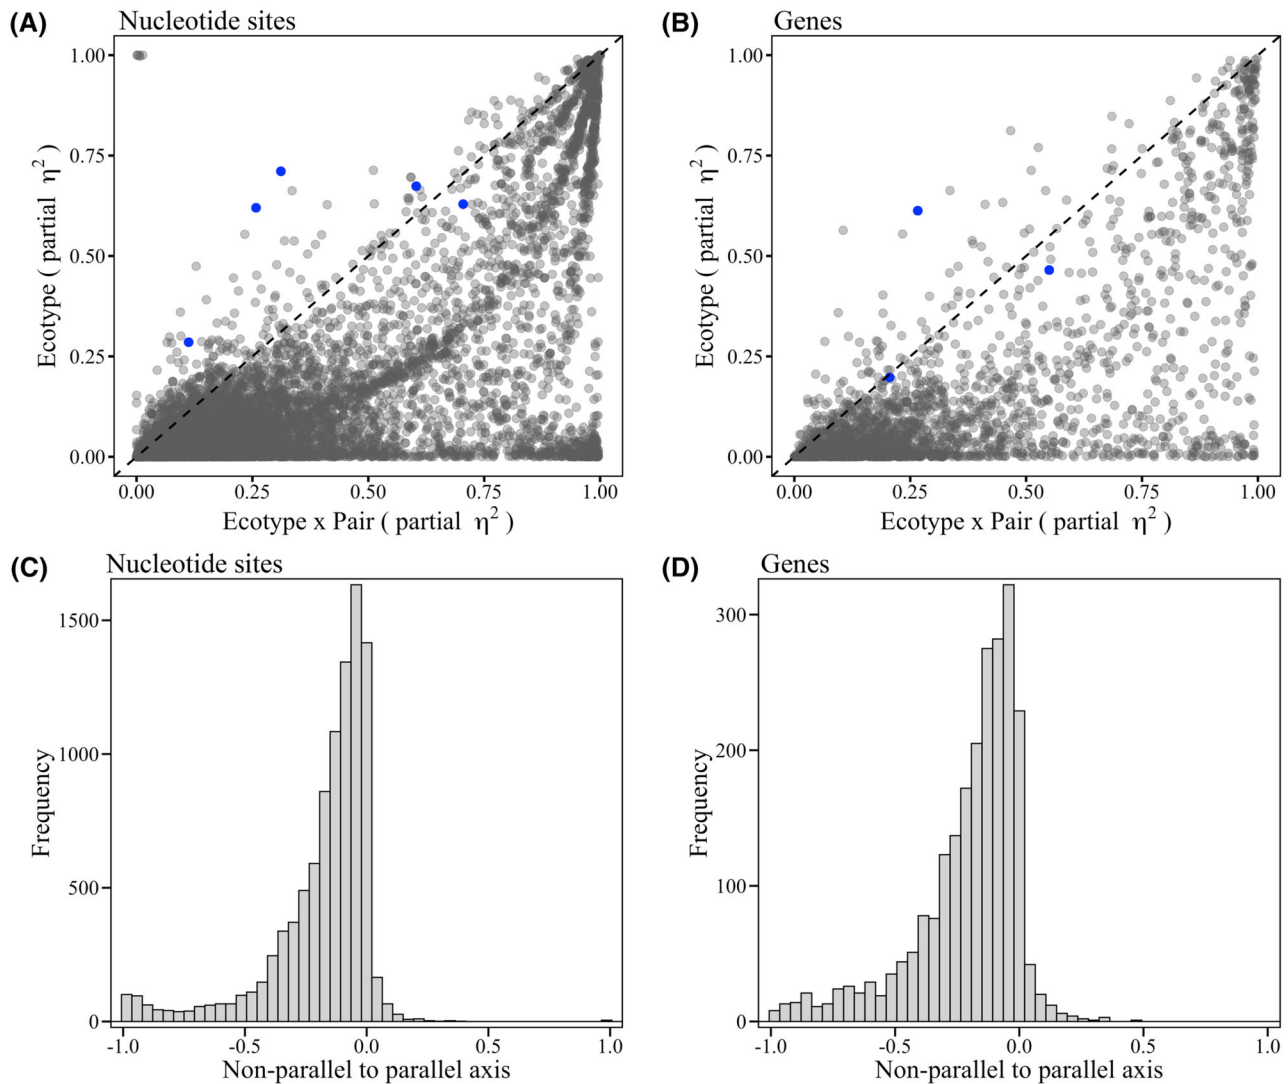 (A) Nucleotide sites
1.00
0.75
0.50
0.25
0.00
Ecotype ( partial η² )
0.00 0.25 0.50 0.75 1.00
Ecotype x Pair ( partial η² )
(B) Genes
1.00
0.75
0.50
0.25
0.00
Ecotype ( partial η² )
0.00 0.25 0.50 0.75 1.00
Ecotype x Pair ( partial η² )
(C) Nucleotide sites
1500
1000
500
0
Frequency
-1.0 -0.5 0.0 0.5 1.0
Non-parallel to parallel axis
(D) Genes
300
200
100
0
Frequency
-1.0 -0.5 0.0 0.5 1.0
Non-parallel to parallel axis